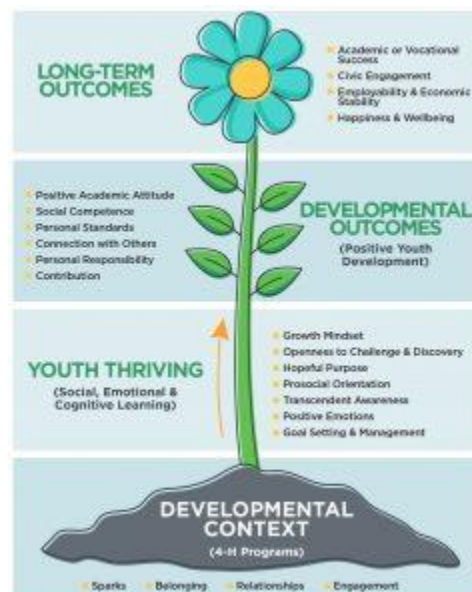 LONG-TERM
OUTCOMES
Academic or Vocational
Success
Civic Engagement
Employability & Economic
Stability
Happiness & Wellbeing
Positive Academic Attitude
Social Competence
Personal Standards
Connection with Others
Personal Responsibility
Contribution
DEVELOPMENTAL
OUTCOMES
(Positive Youth
Development)
YOUTH THRIVING
(Social, Emotional &
Cognitive Learning)
Growth Mindset
Openness to Challenge & Discovery
Hopeful Purpose
Prosocial Orientation
Transcendent Awareness
Positive Emotions
Goal Setting & Management
DEVELOPMENTAL
CONTEXT
(4-H Programs)
Sparks Belonging Relationships Engagement